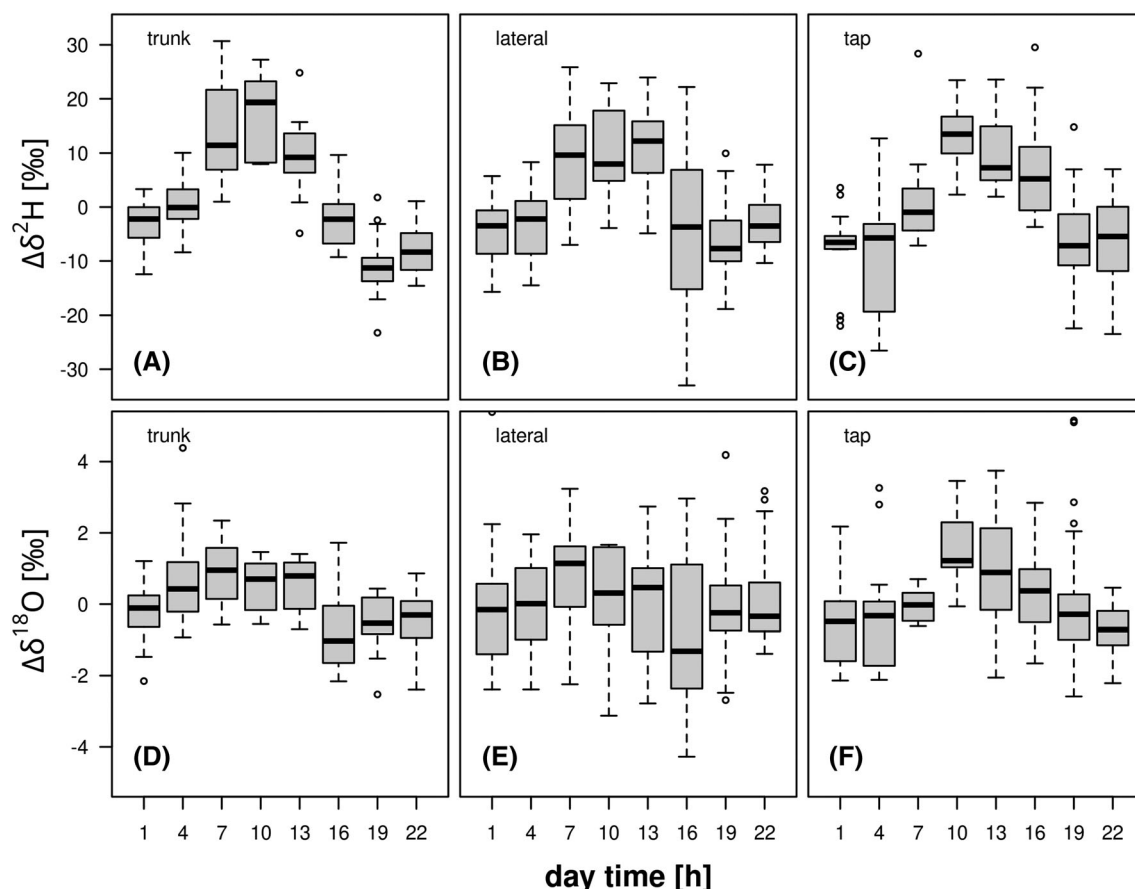 trunk
lateral
tap
30
20
10
0
-10
-20
-30
Δδ²H [‰]
(A)
(B)
(C)
trunk
lateral
tap
4
2
0
-2
-4
Δδ¹⁸O [‰]
(D)
(E)
(F)
1 4 7 10 13 16 19 22
1 4 7 10 13 16 19 22
1 4 7 10 13 16 19 22
day time [h]